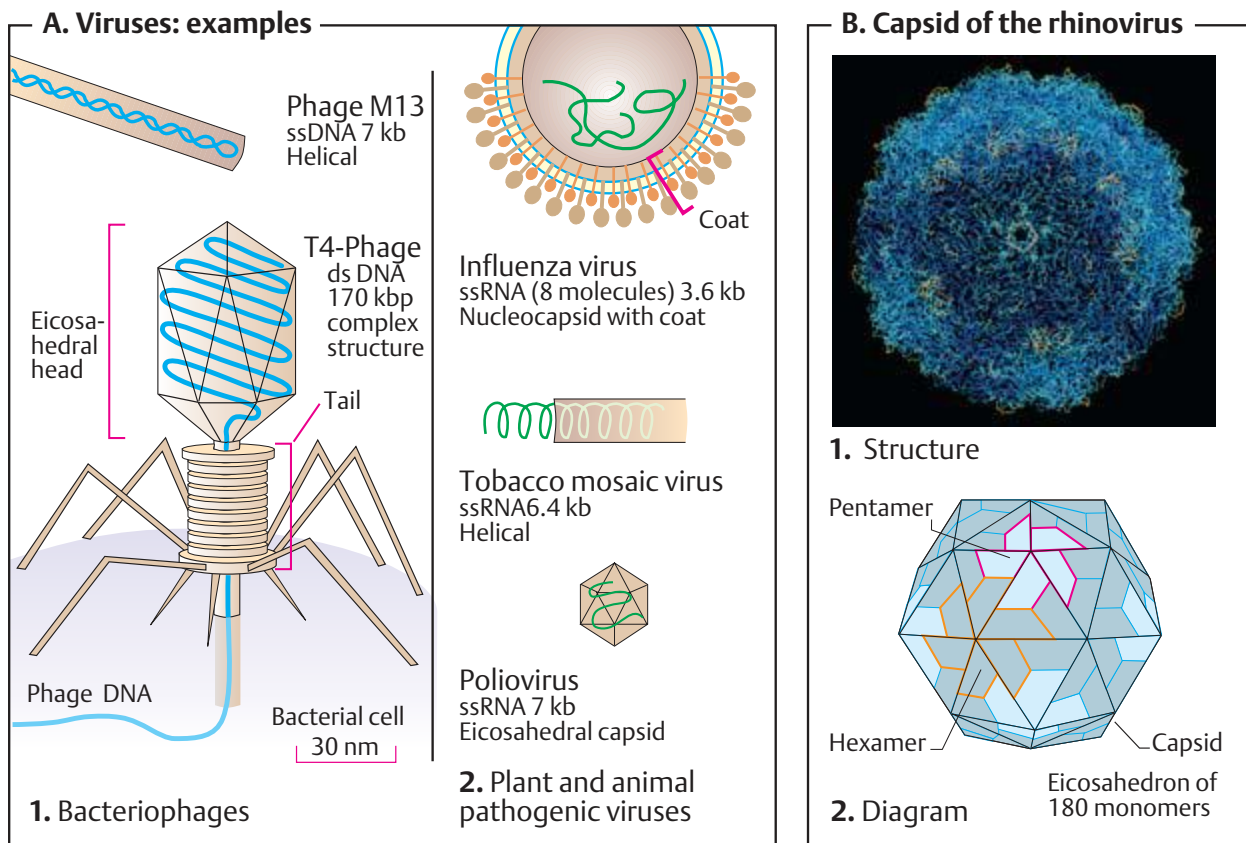 A. Viruses: examples
Phage M13
ssDNA 7 kb
Helical
T4-Phage
ds DNA
170 kbp
complex
structure
Eicosa-
hedral
head
Tail
Phage DNA
Bacterial cell
30 nm
1. Bacteriophages
Coat
Influenza virus
ssRNA (8 molecules) 3.6 kb
Nucleocapsid with coat
Tobacco mosaic virus
ssRNA6.4 kb
Helical
Poliovirus
ssRNA 7 kb
Eicosahedral capsid
2. Plant and animal
pathogenic viruses
B. Capsid of the rhinovirus
1. Structure
Pentamer
Hexamer
Capsid
Eicosahedron of
180 monomers
2. Diagram